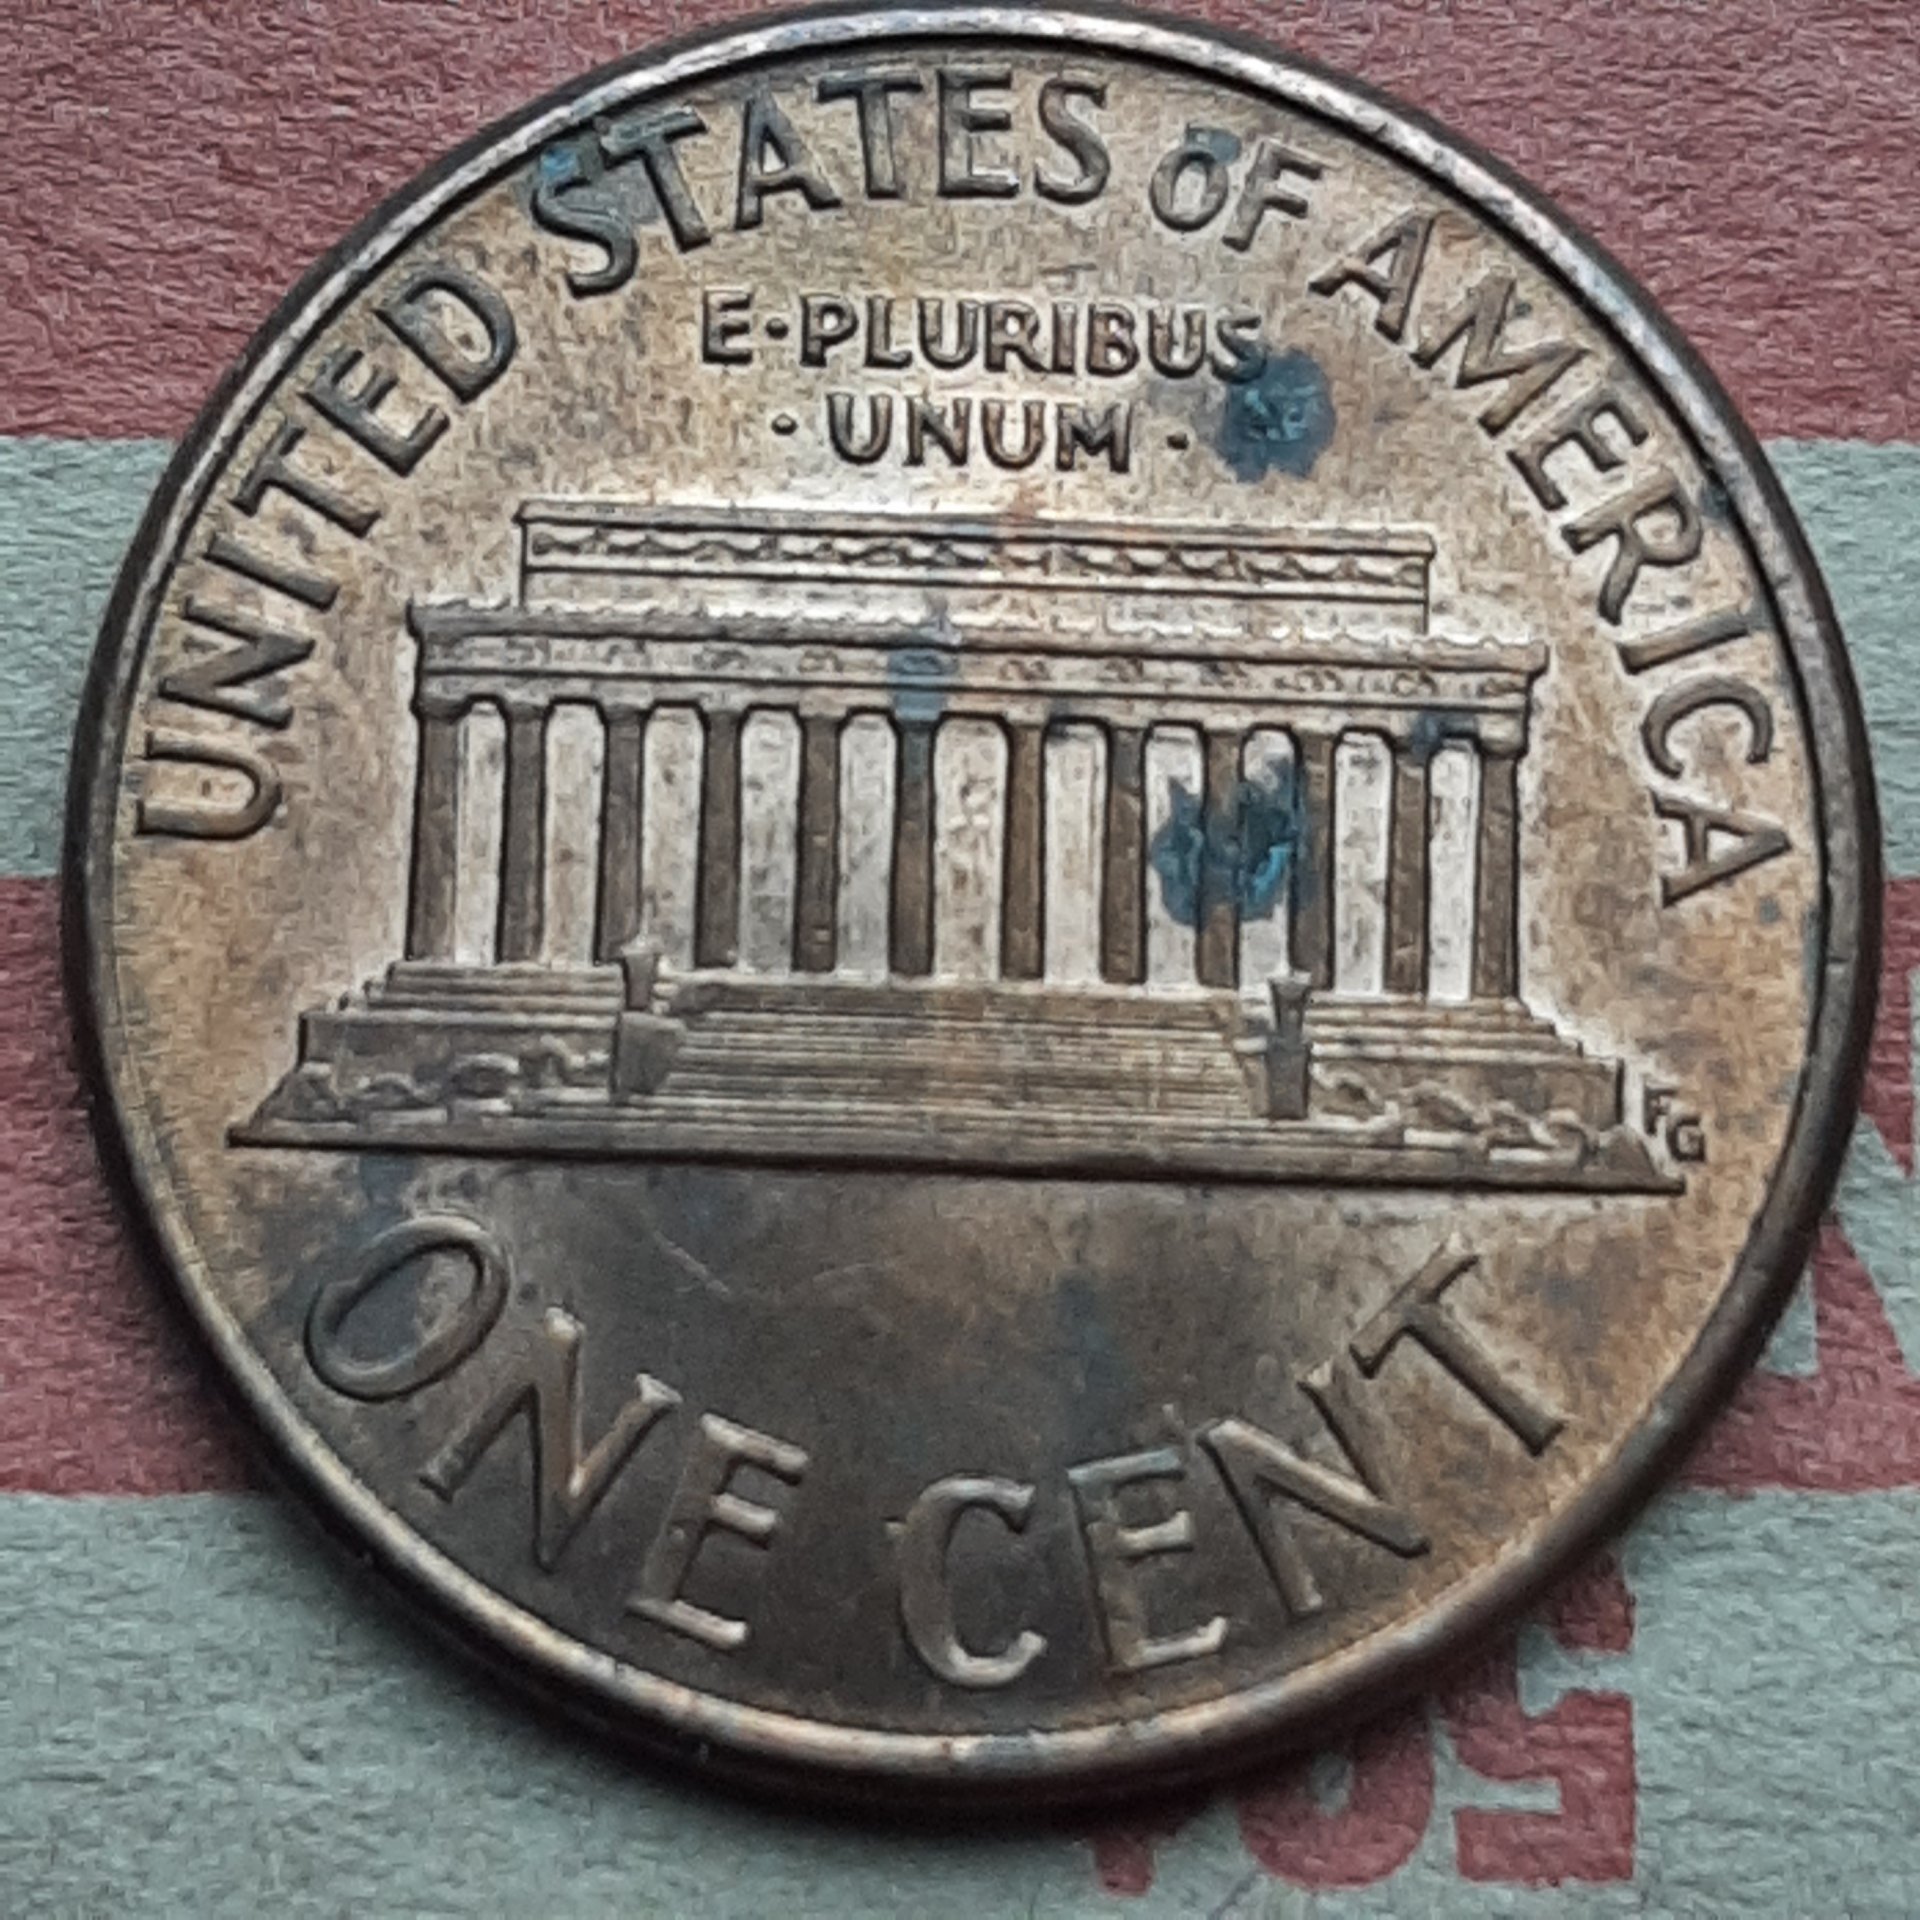 UNITED STATES OF AMERICA
E·PLURIBUS
·UNUM·
FG
ONE CENT